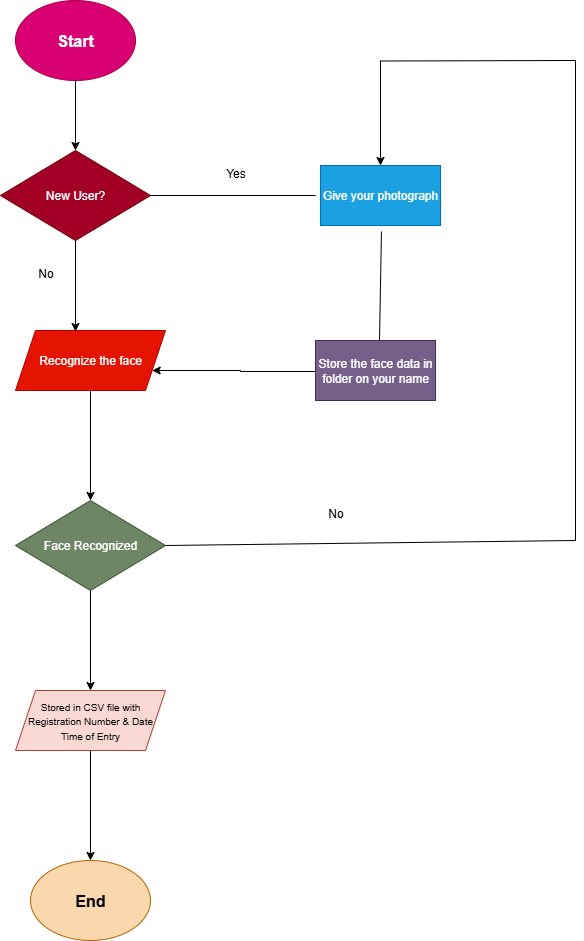 Start
New User?
Yes
Give your photograph
No
Recognize the face
Store the face data in
folder on your name
No
Face Recognized
Stored in CSV file with
Registration Number & Date
Time of Entry
End